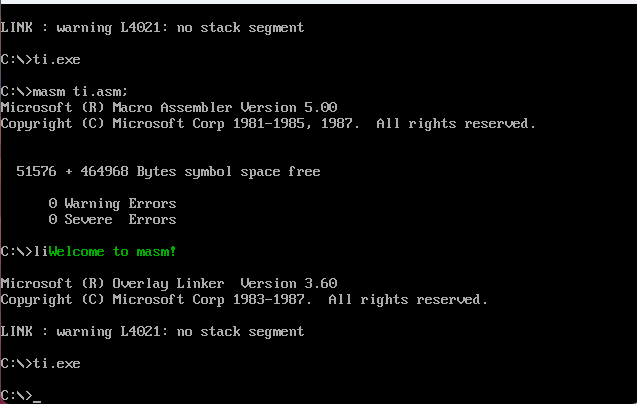 LINK : warning L4021: no stack segment
C:\>ti.exe
C:\>masm ti.asm;
Microsoft (R) Macro Assembler Version 5.00
Copyright (C) Microsoft Corp 1981-1985, 1987.  All rights reserved.
51576 + 464968 Bytes symbol space free
0 Warning Errors
0 Severe  Errors
C:\>liWelcome to masm!
Microsoft (R) Overlay Linker  Version 3.60
Copyright (C) Microsoft Corp 1983-1987.  All rights reserved.
LINK : warning L4021: no stack segment
C:\>ti.exe
C:\>_